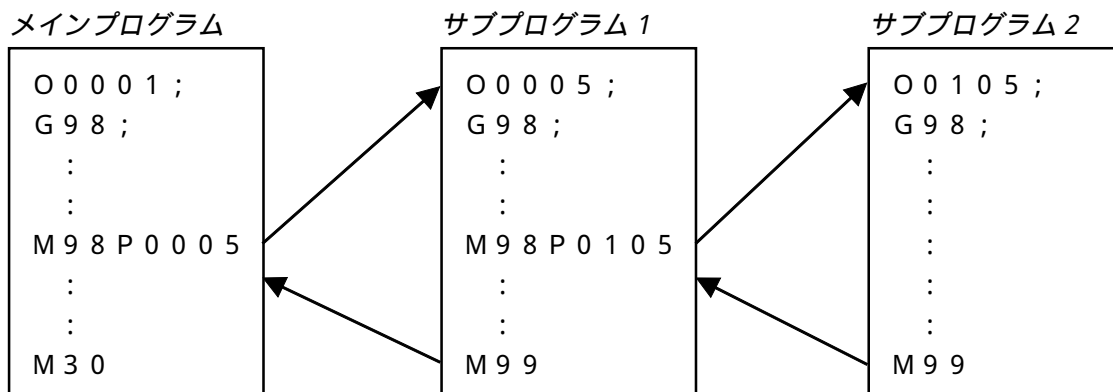 メインプログラム
O0001;
G98;
:
:
M98P0005
:
:
M30
サブプログラム1
O0005;
G98;
:
:
M98P0105
:
:
M99
サブプログラム2
O0105;
G98;
:
:
:
:
:
M99